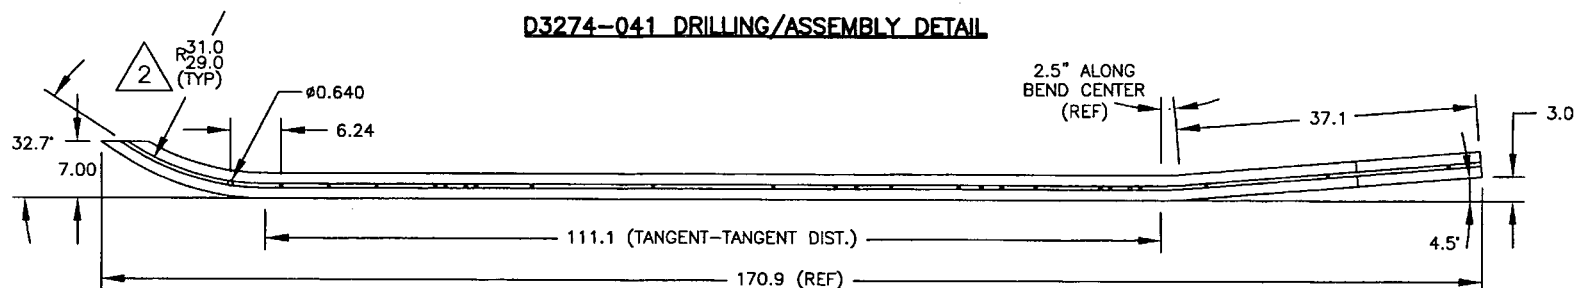 D3274-041 DRILLING/ASSEMBLY DETAIL
2
R31.0
29.0
(TYP)
ø0.640
6.24
2.5" ALONG
BEND CENTER
(REF)
37.1
3.0
32.7°
7.00
111.1 (TANGENT-TANGENT DIST.)
4.5°
170.9 (REF)